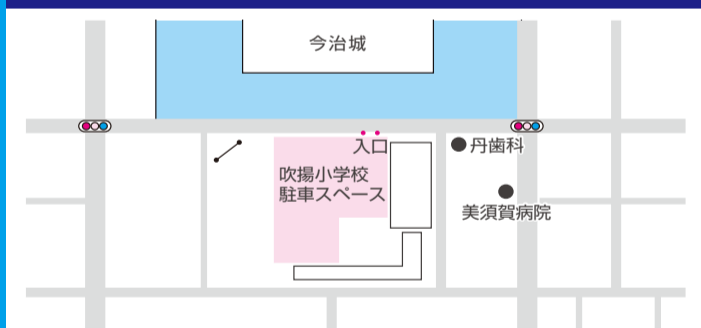 今治城
入口
丹歯科
吹揚小学校
駐車スペース
美須賀病院